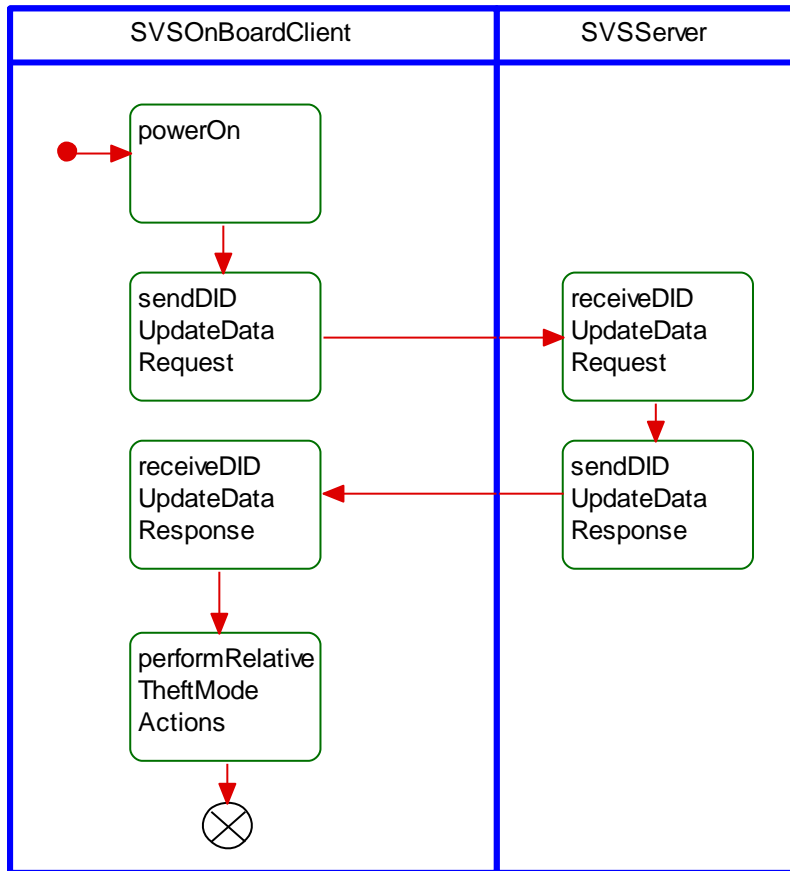 SVSOnBoardClient
SVSServer
powerOn
sendDID
UpdateData
Request
receiveDID
UpdateData
Request
receiveDID
UpdateData
Response
sendDID
UpdateData
Response
performRelative
TheftMode
Actions